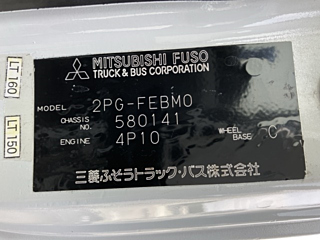 LT160
LT150
MITSUBISHI FUSO
TRUCK & BUS CORPORATION
MODEL 2PG-FEBM0
CHASSIS NO. 580141
ENGINE 4P10 WHEEL BASE C
三菱ふそうトラック・バス株式会社